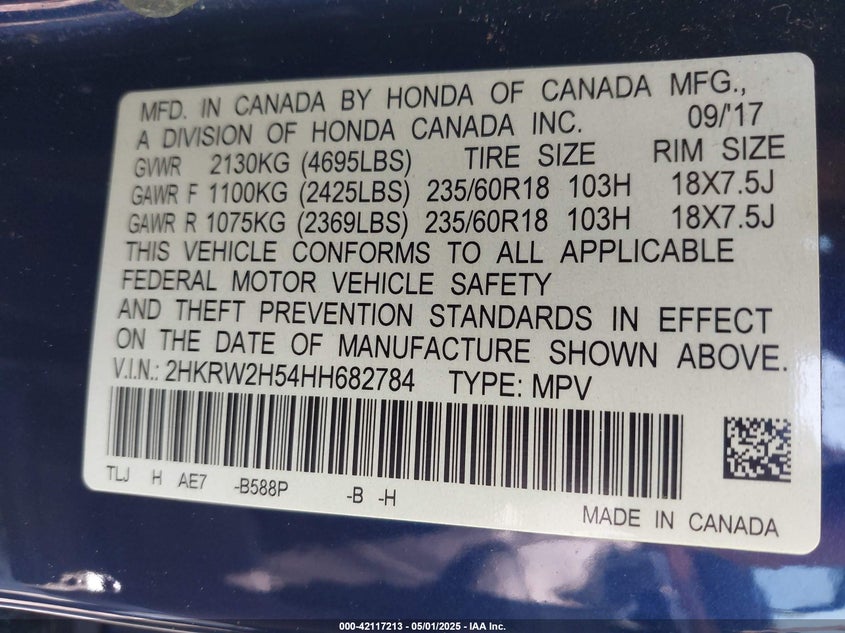 MFD. IN CANADA BY HONDA OF CANADA MFG.,
A DIVISION OF HONDA CANADA INC. 09/'17
GVWR 2130KG (4695LBS) TIRE SIZE RIM SIZE
GAWR F 1100KG (2425LBS) 235/60R18 103H 18X7.5J
GAWR R 1075KG (2369LBS) 235/60R18 103H 18X7.5J
THIS VEHICLE CONFORMS TO ALL APPLICABLE
FEDERAL MOTOR VEHICLE SAFETY
AND THEFT PREVENTION STANDARDS IN EFFECT
ON THE DATE OF MANUFACTURE SHOWN ABOVE.
V.I.N.: 2HKRW2H54HH682784 TYPE: MPV
TLJ H AE7 -B588P -B -H
MADE IN CANADA
000-42117213 - 05/01/2025 - IAA Inc.